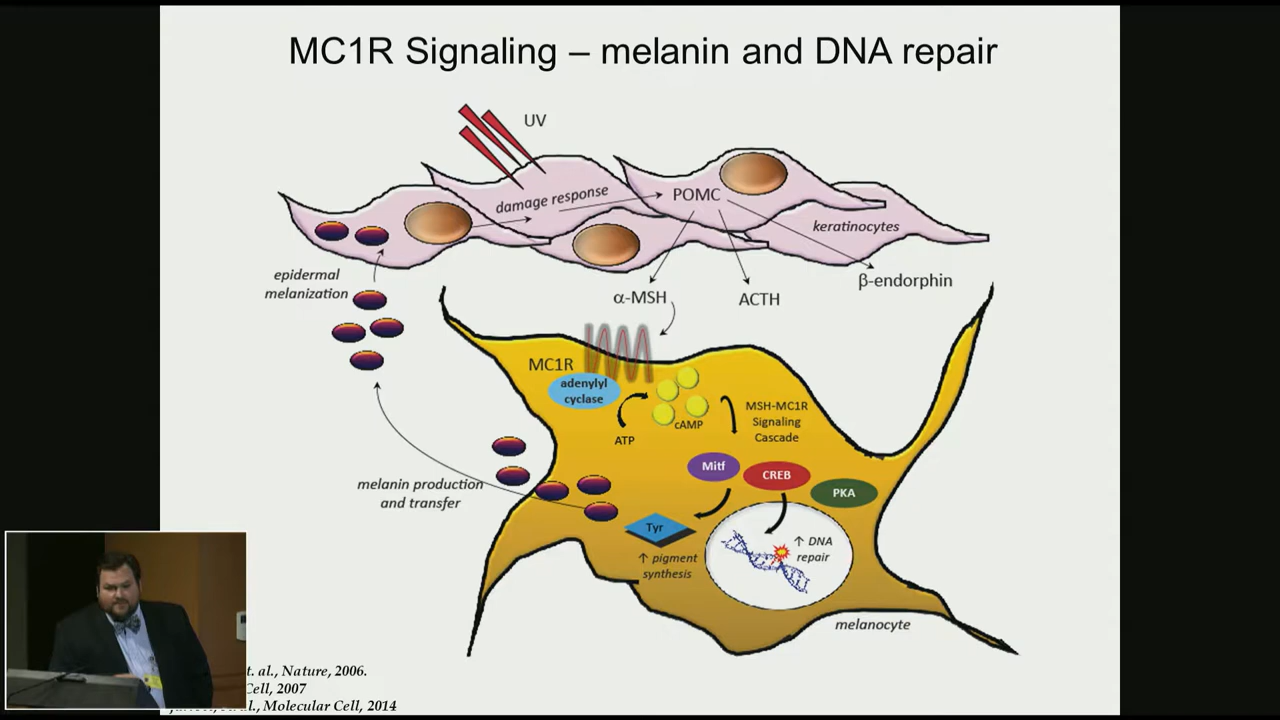 MC1R Signaling – melanin and DNA repair
UV
damage response
POMC
keratinocytes
epidermal
melanization
α-MSH
ACTH
β-endorphin
MC1R
adenylyl
cyclase
ATP
cAMP
MSH-MC1R
Signaling
Cascade
Mitf
CREB
PKA
melanin production
and transfer
Tyr
↑ pigment
synthesis
↑ DNA
repair
melanocyte
t. al., Nature, 2006.
Cell, 2007
Molecular Cell, 2014